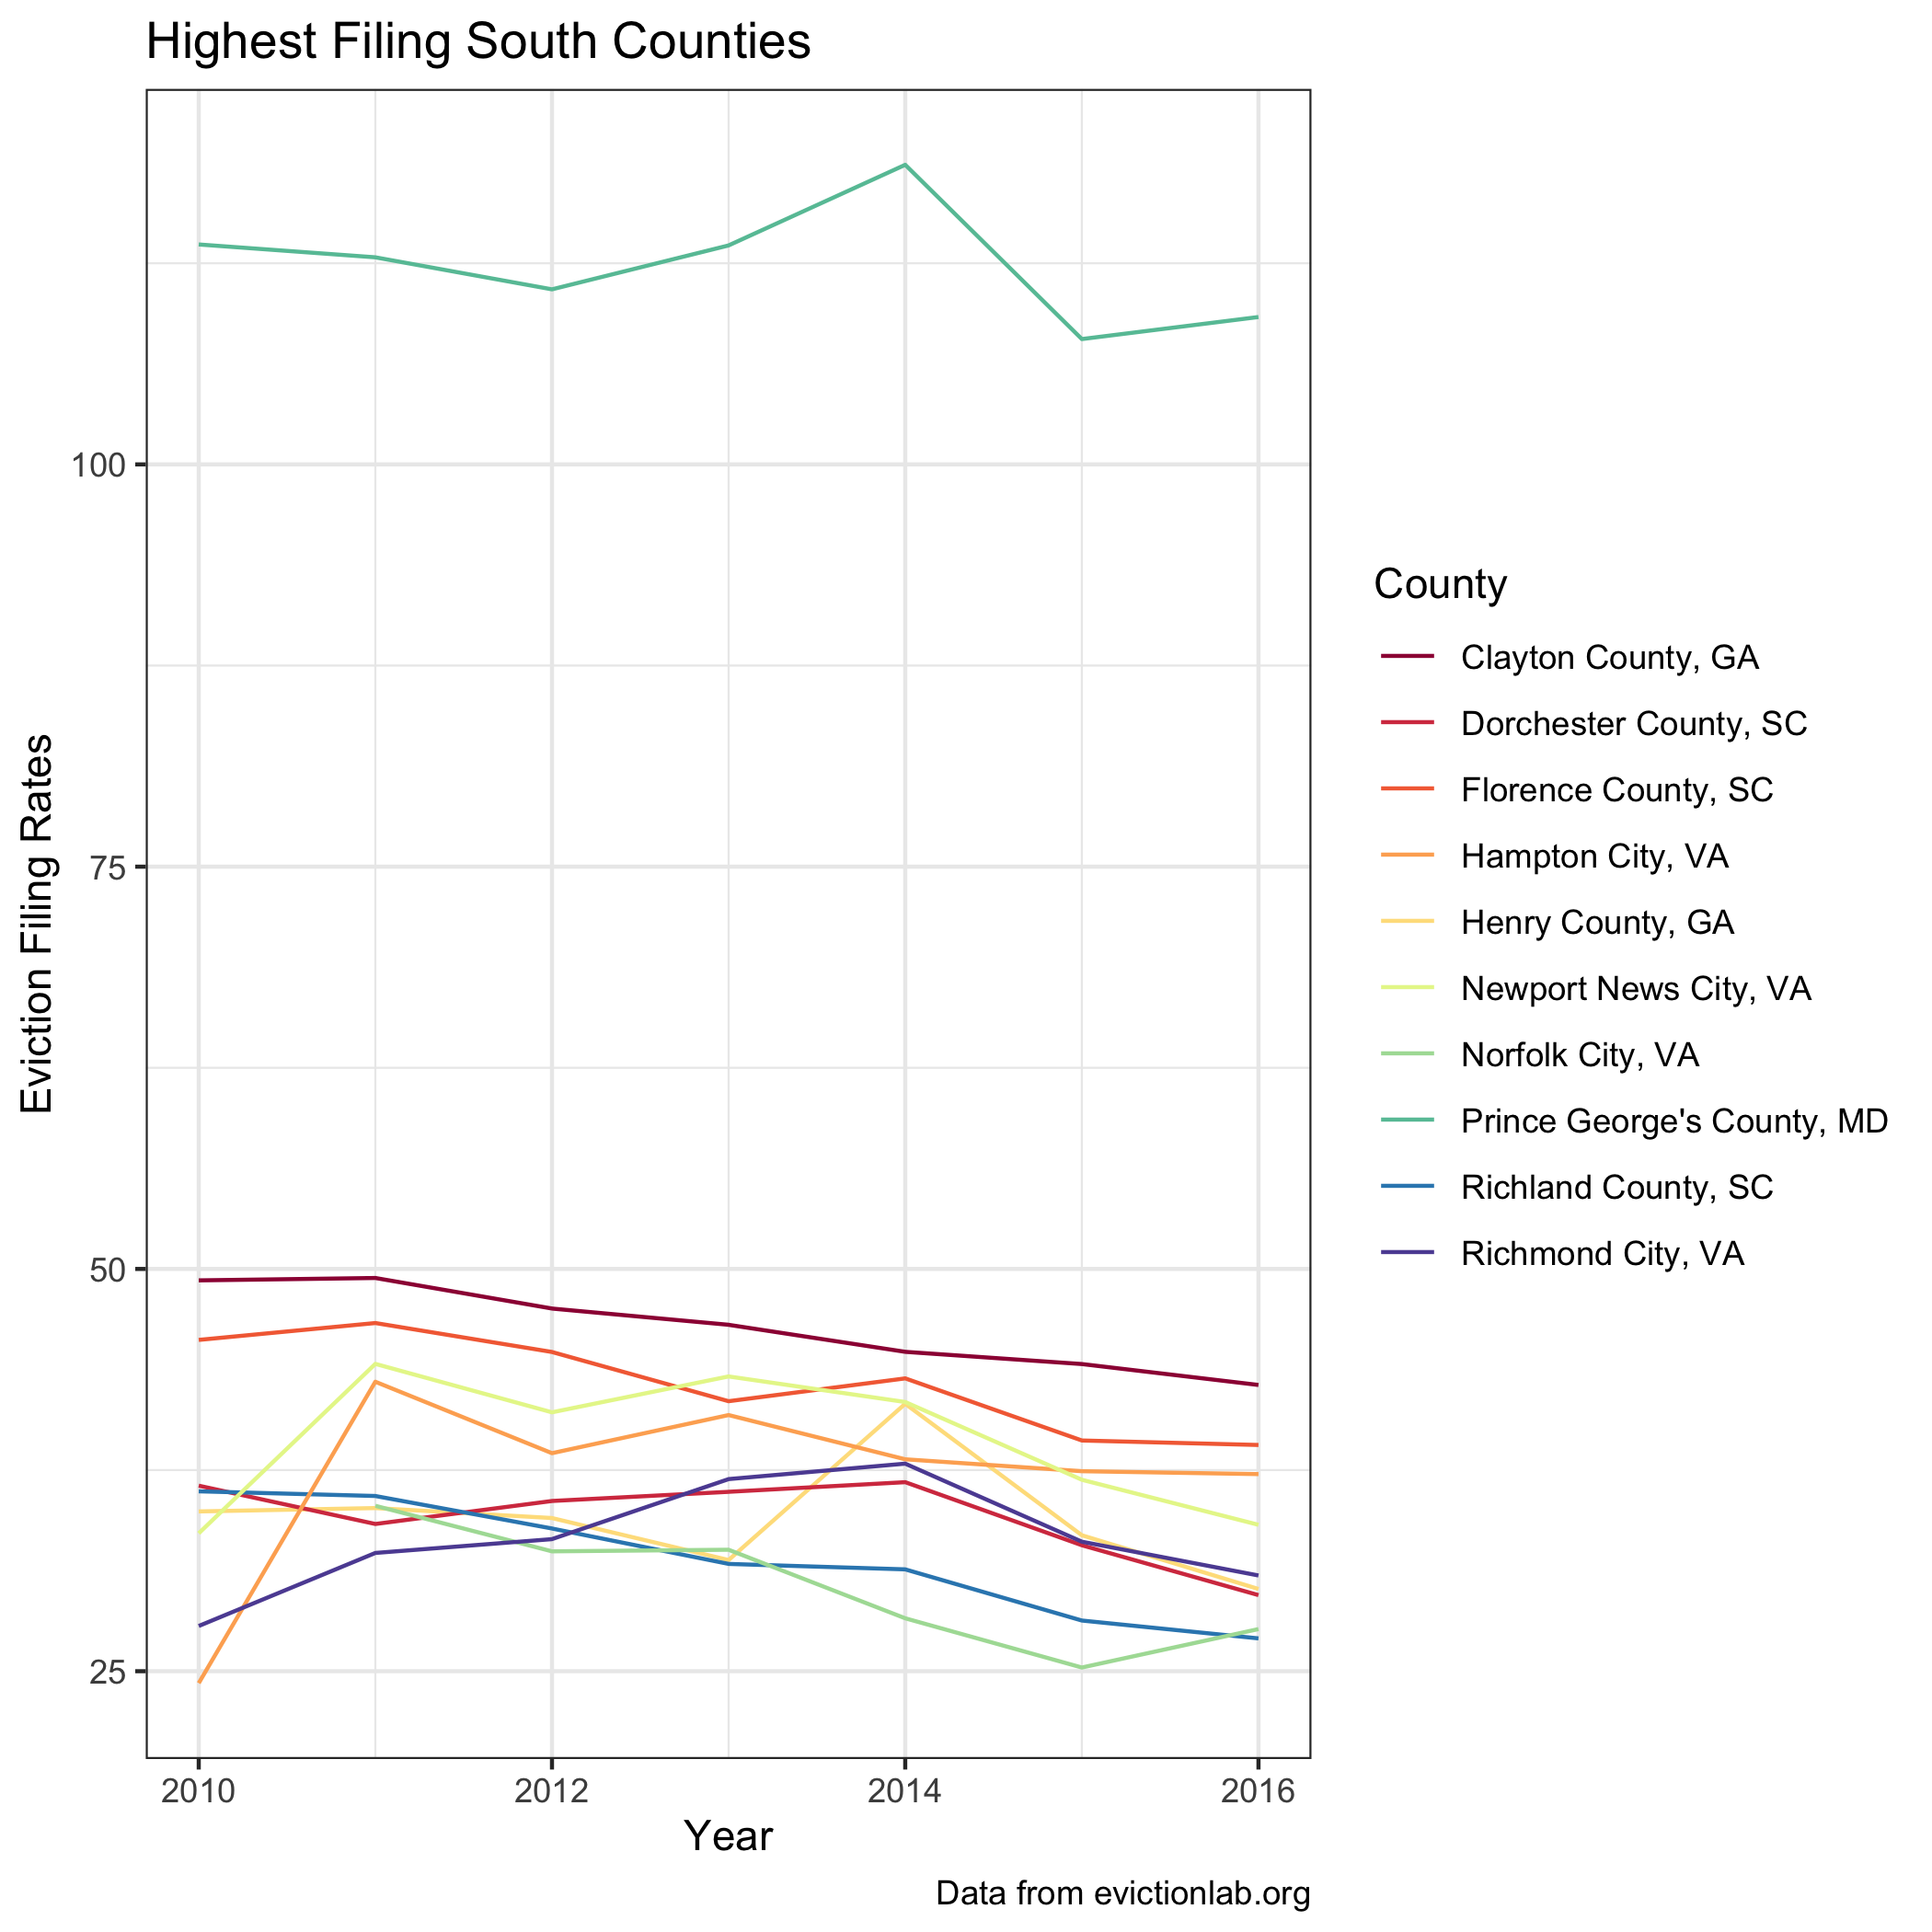 Highest Filing South Counties
Eviction Filing Rates
100
75
50
25
2010 2012 2014 2016
Year
County
Clayton County, GA
Dorchester County, SC
Florence County, SC
Hampton City, VA
Henry County, GA
Newport News City, VA
Norfolk City, VA
Prince George's County, MD
Richland County, SC
Richmond City, VA
Data from evictionlab.org